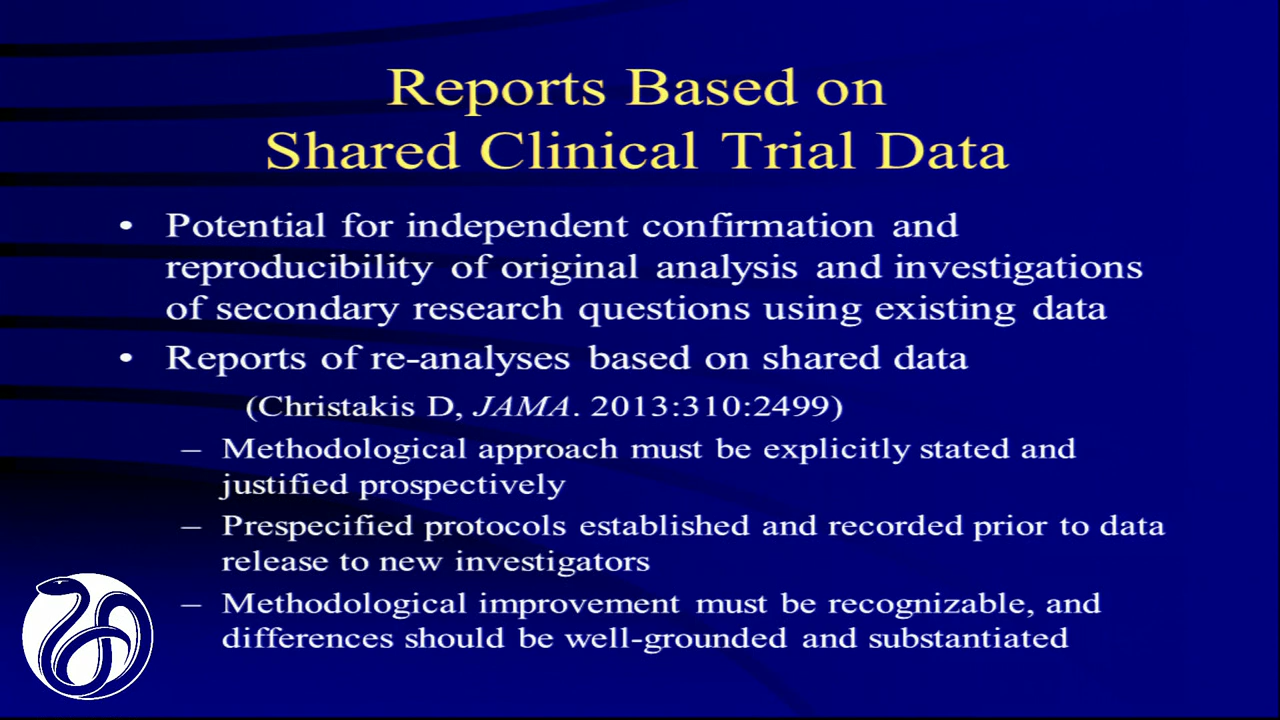 Reports Based on
Shared Clinical Trial Data
• Potential for independent confirmation and
reproducibility of original analysis and investigations
of secondary research questions using existing data
• Reports of re-analyses based on shared data
(Christakis D, JAMA. 2013:310:2499)
– Methodological approach must be explicitly stated and
justified prospectively
– Prespecified protocols established and recorded prior to data
release to new investigators
– Methodological improvement must be recognizable, and
differences should be well-grounded and substantiated